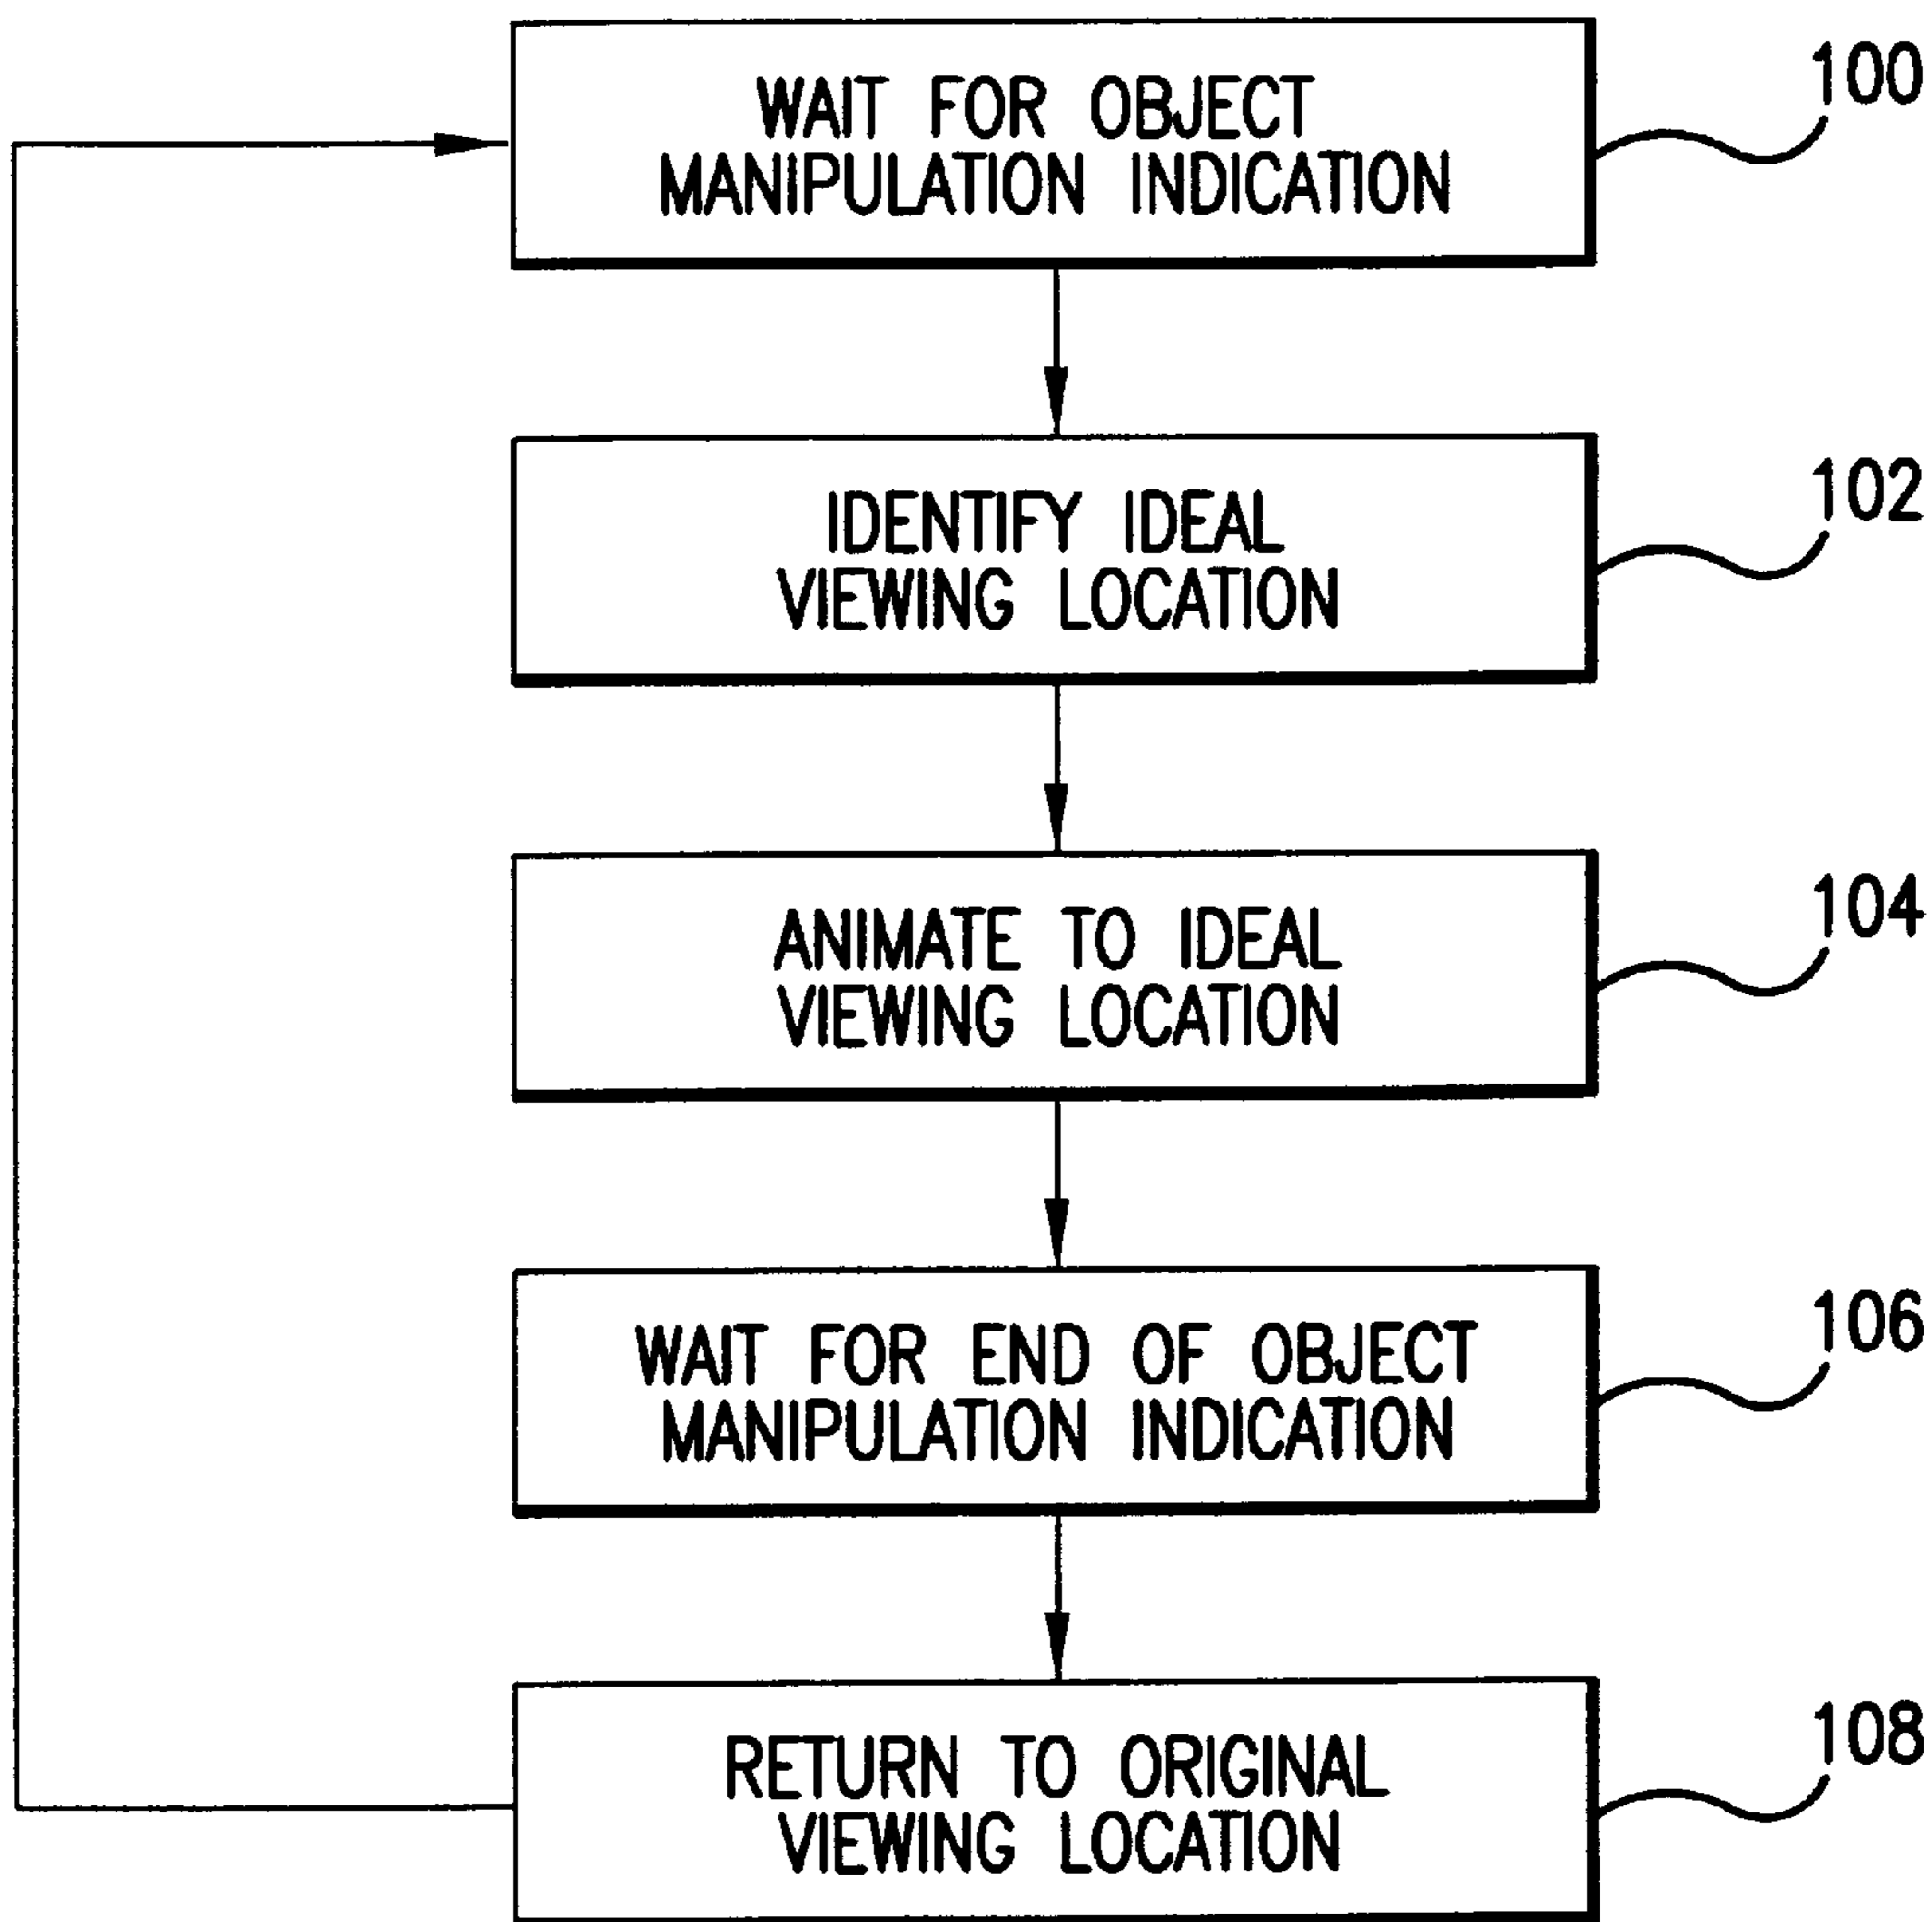 WAIT FOR OBJECT
MANIPULATION INDICATION
100
IDENTIFY IDEAL
VIEWING LOCATION
102
ANIMATE TO IDEAL
VIEWING LOCATION
104
WAIT FOR END OF OBJECT
MANIPULATION INDICATION
106
RETURN TO ORIGINAL
VIEWING LOCATION
108